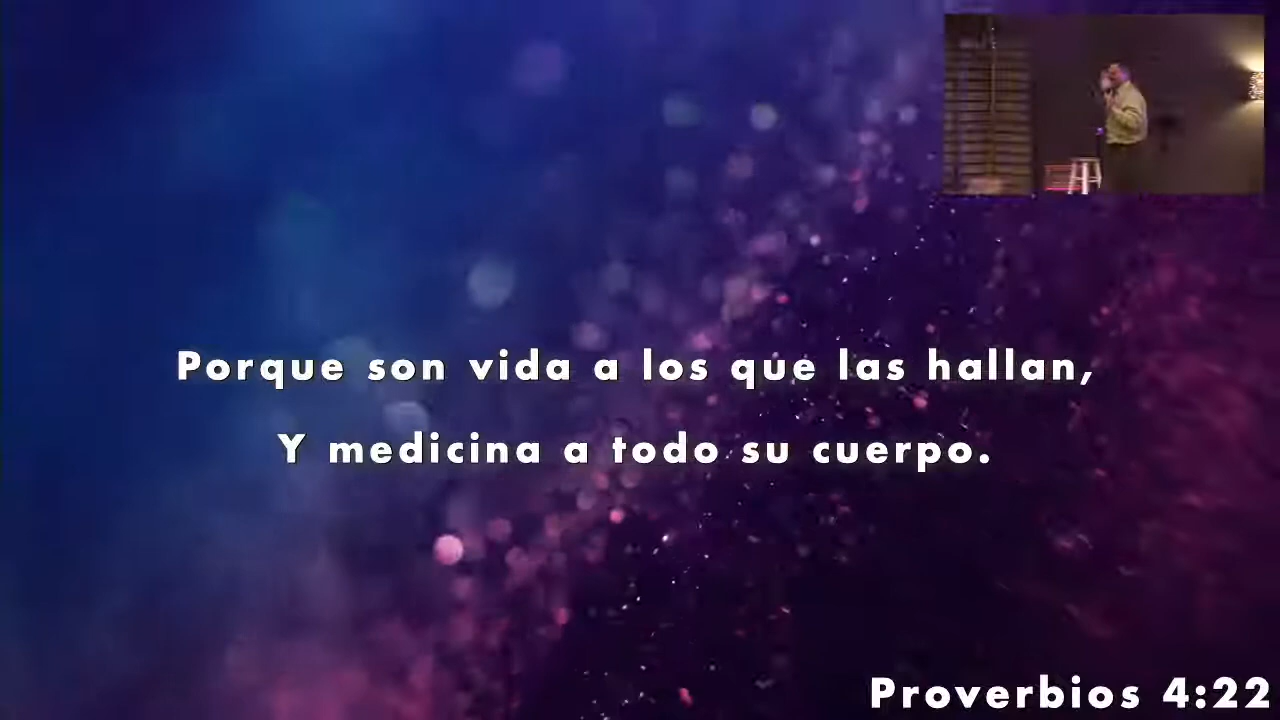 Porque son vida a los que las hallan,
Y medicina a todo su cuerpo.
Proverbios 4:22